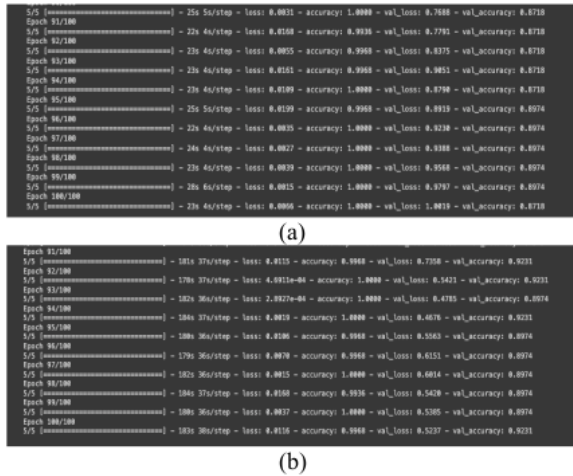 5/5 [==============================] - 25s 5s/step - loss: 0.0031 - accuracy: 1.0000 - val_loss: 0.7688 - val_accuracy: 0.8718
Epoch 91/100
5/5 [==============================] - 22s 4s/step - loss: 0.0168 - accuracy: 0.9936 - val_loss: 0.7791 - val_accuracy: 0.8718
Epoch 92/100
5/5 [==============================] - 23s 4s/step - loss: 0.0055 - accuracy: 0.9968 - val_loss: 0.8375 - val_accuracy: 0.8718
Epoch 93/100
5/5 [==============================] - 23s 4s/step - loss: 0.0161 - accuracy: 0.9968 - val_loss: 0.9051 - val_accuracy: 0.8718
Epoch 94/100
5/5 [==============================] - 23s 4s/step - loss: 0.0109 - accuracy: 1.0000 - val_loss: 0.8790 - val_accuracy: 0.8718
Epoch 95/100
5/5 [==============================] - 25s 5s/step - loss: 0.0199 - accuracy: 0.9968 - val_loss: 0.8919 - val_accuracy: 0.8974
Epoch 96/100
5/5 [==============================] - 22s 4s/step - loss: 0.0035 - accuracy: 1.0000 - val_loss: 0.9230 - val_accuracy: 0.8974
Epoch 97/100
5/5 [==============================] - 24s 4s/step - loss: 0.0027 - accuracy: 1.0000 - val_loss: 0.9388 - val_accuracy: 0.8974
Epoch 98/100
5/5 [==============================] - 23s 4s/step - loss: 0.0039 - accuracy: 1.0000 - val_loss: 0.9568 - val_accuracy: 0.8974
Epoch 99/100
5/5 [==============================] - 28s 6s/step - loss: 0.0015 - accuracy: 1.0000 - val_loss: 0.9797 - val_accuracy: 0.8974
Epoch 100/100
5/5 [==============================] - 23s 4s/step - loss: 0.0066 - accuracy: 1.0000 - val_loss: 1.0019 - val_accuracy: 0.8718
(a)
Epoch 91/100
5/5 [==============================] - 181s 37s/step - loss: 0.0115 - accuracy: 0.9968 - val_loss: 0.7358 - val_accuracy: 0.9231
Epoch 92/100
5/5 [==============================] - 178s 37s/step - loss: 4.6911e-04 - accuracy: 1.0000 - val_loss: 0.5421 - val_accuracy: 0.9231
Epoch 93/100
5/5 [==============================] - 182s 36s/step - loss: 2.8927e-04 - accuracy: 1.0000 - val_loss: 0.4785 - val_accuracy: 0.8974
Epoch 94/100
5/5 [==============================] - 184s 37s/step - loss: 0.0019 - accuracy: 1.0000 - val_loss: 0.4676 - val_accuracy: 0.9231
Epoch 95/100
5/5 [==============================] - 180s 36s/step - loss: 0.0106 - accuracy: 0.9968 - val_loss: 0.5563 - val_accuracy: 0.8974
Epoch 96/100
5/5 [==============================] - 179s 36s/step - loss: 0.0070 - accuracy: 0.9968 - val_loss: 0.6151 - val_accuracy: 0.8974
Epoch 97/100
5/5 [==============================] - 182s 36s/step - loss: 0.0015 - accuracy: 1.0000 - val_loss: 0.6014 - val_accuracy: 0.8974
Epoch 98/100
5/5 [==============================] - 184s 37s/step - loss: 0.0168 - accuracy: 0.9936 - val_loss: 0.5420 - val_accuracy: 0.8974
Epoch 99/100
5/5 [==============================] - 180s 36s/step - loss: 0.0037 - accuracy: 1.0000 - val_loss: 0.5385 - val_accuracy: 0.8974
Epoch 100/100
5/5 [==============================] - 183s 38s/step - loss: 0.0116 - accuracy: 0.9968 - val_loss: 0.5237 - val_accuracy: 0.9231
(b)